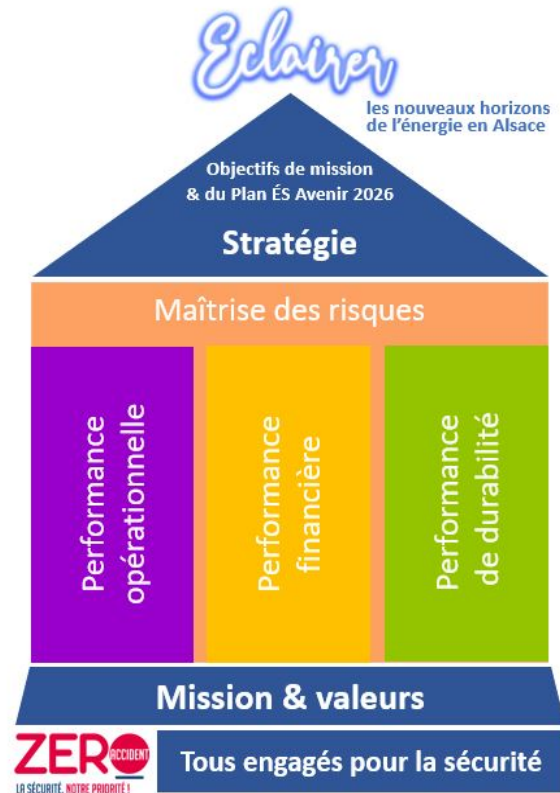 Eclairer
les nouveaux horizons
de l'énergie en Alsace
Objectifs de mission
& du Plan ÉS Avenir 2026
Stratégie
Maîtrise des risques
Performance
opérationnelle
Performance
financière
Performance
de durabilité
Mission & valeurs
ZERO
ACCIDENT
LA SÉCURITÉ, NOTRE PRIORITÉ !
Tous engagés pour la sécurité